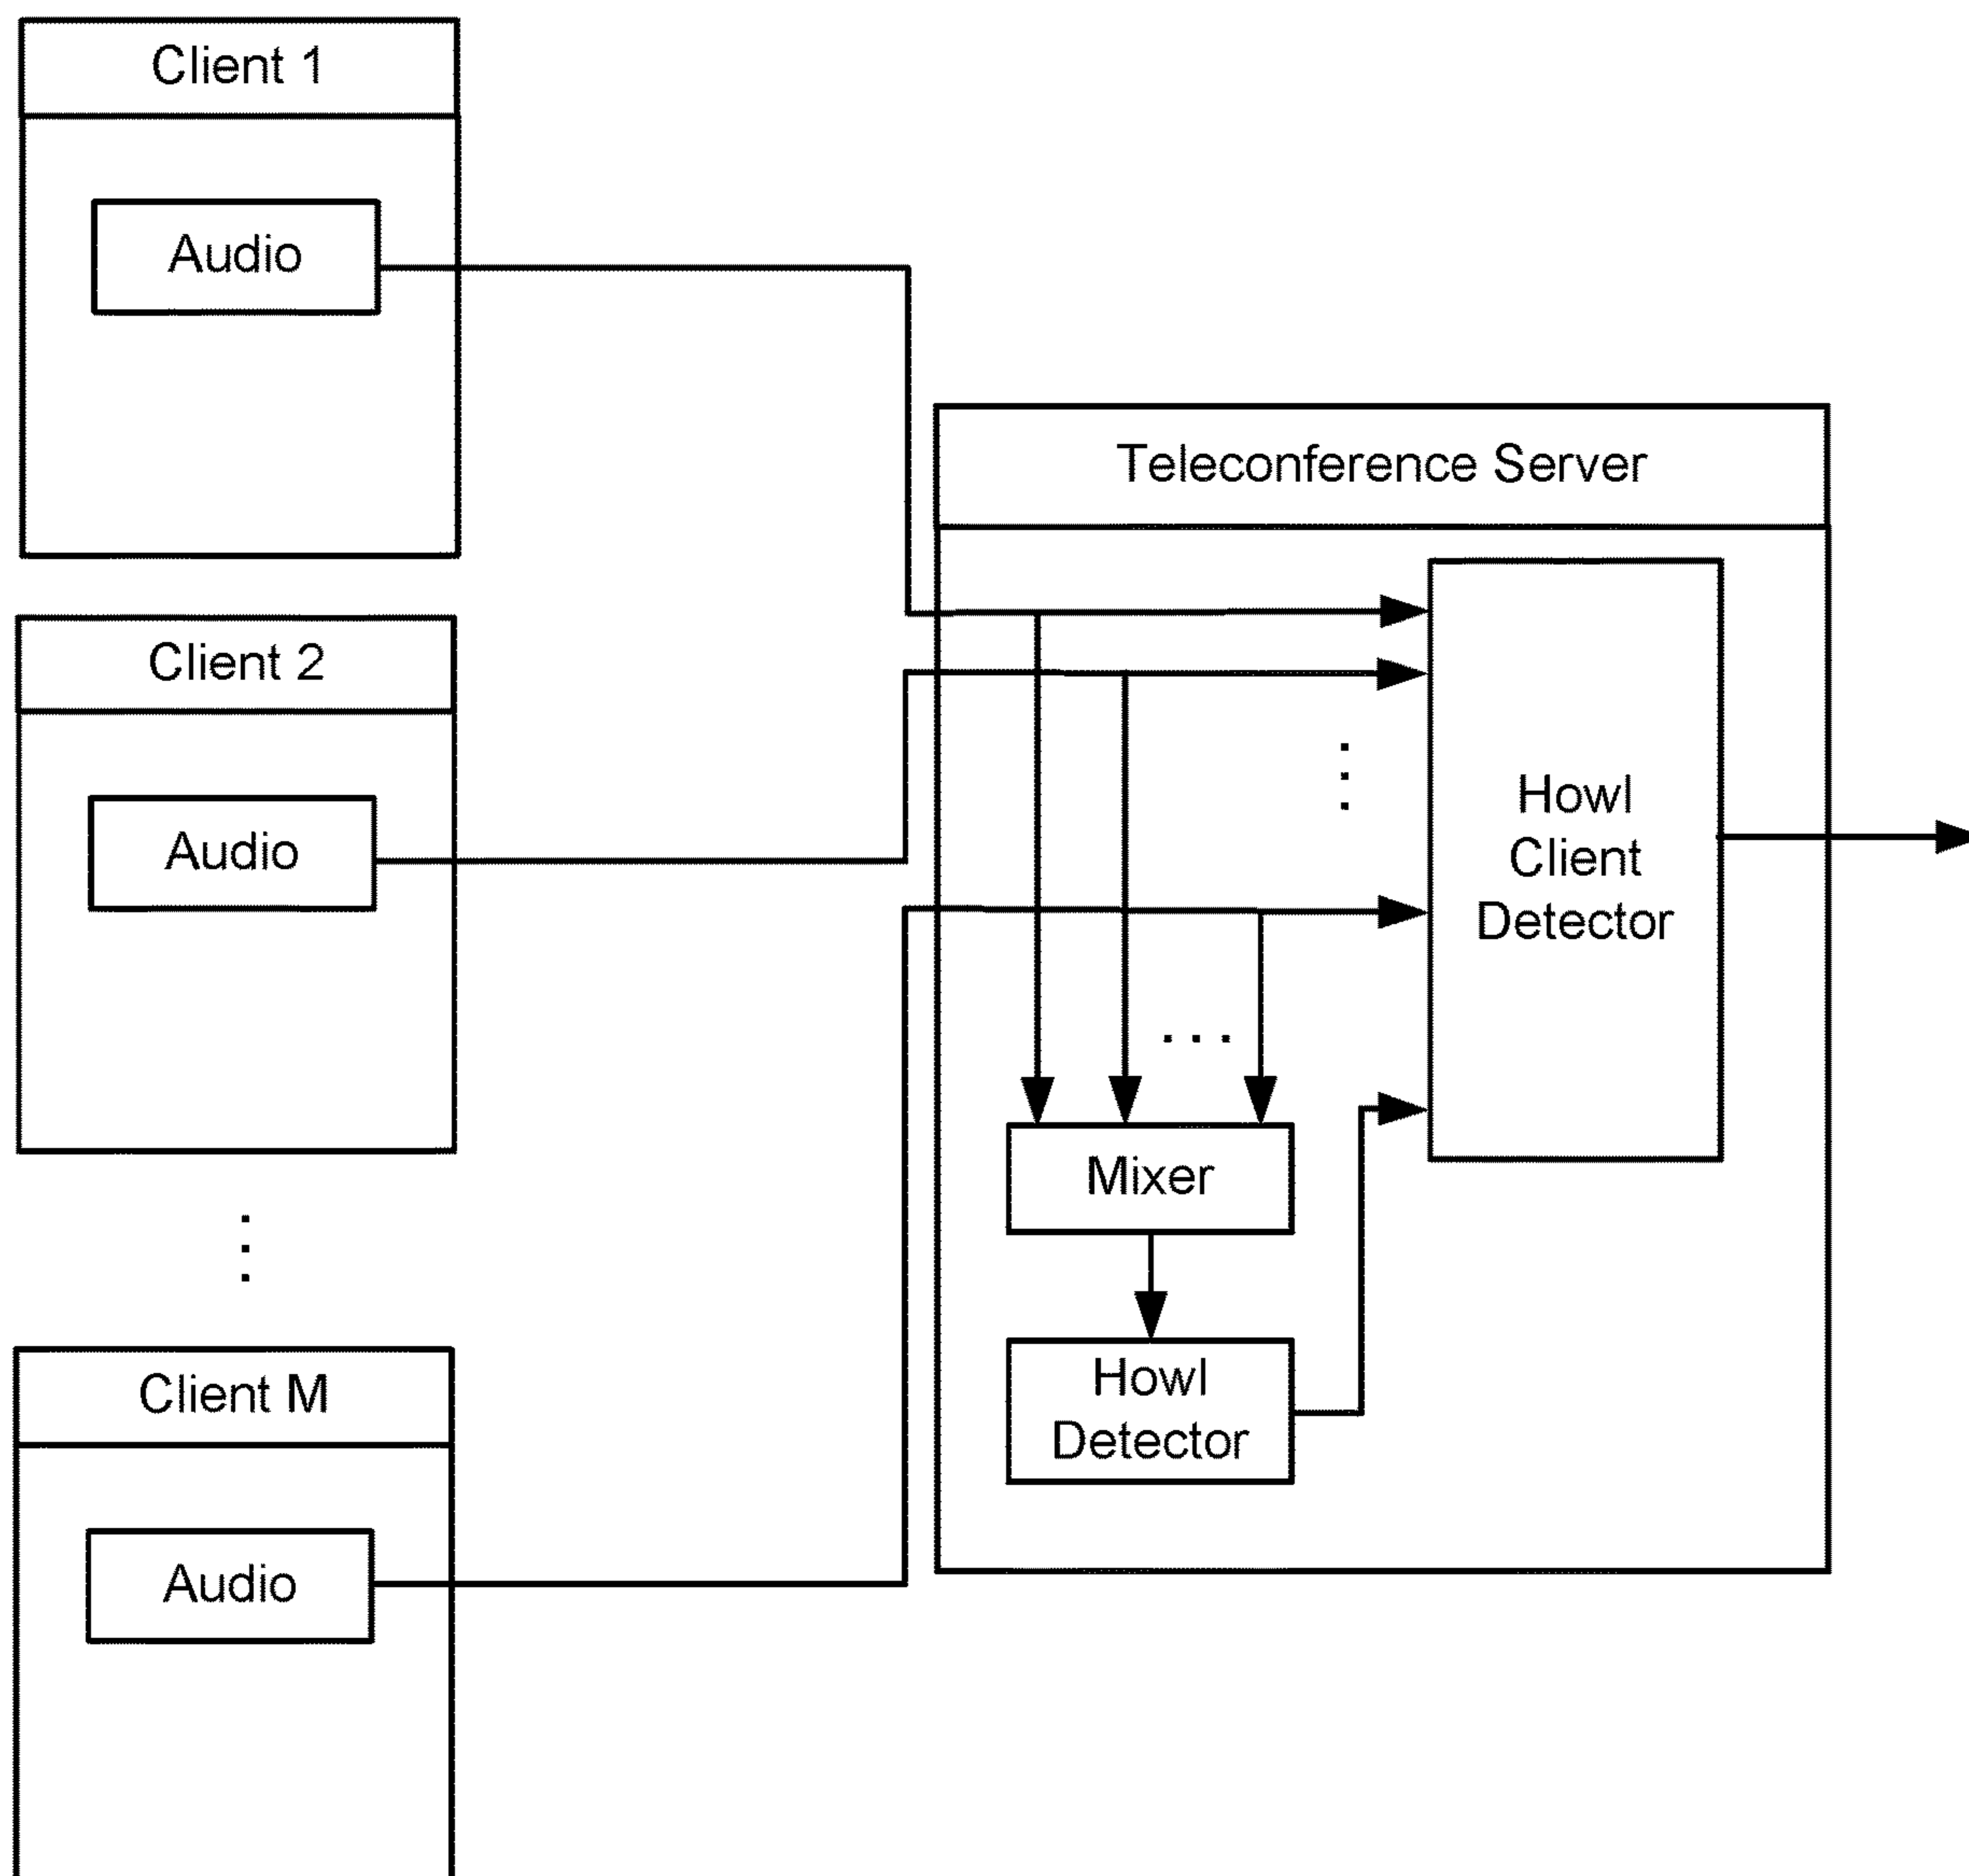 Client 1
Audio
Client 2
Audio
Client M
Audio
Teleconference Server
Howl
Client
Detector
Mixer
Howl
Detector